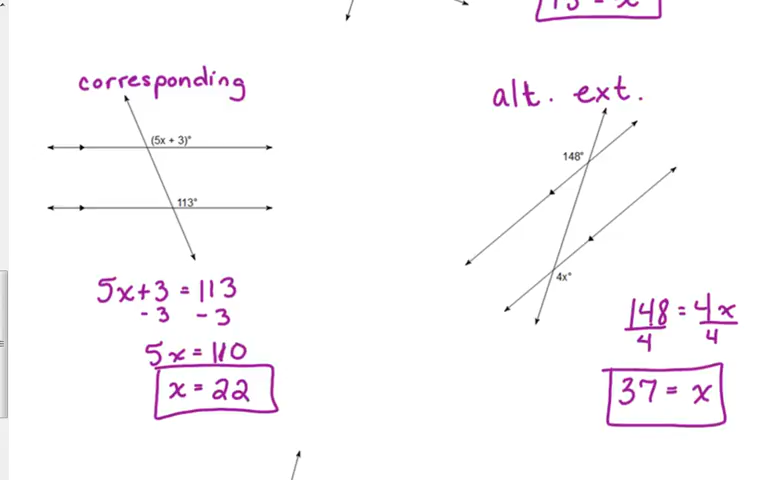 corresponding
(5x + 3)°
113°
5x+3 = 113
- 3 - 3
5x = 110
x = 22
alt. ext.
148°
4x°
148 = 4x
4 4
37 = x